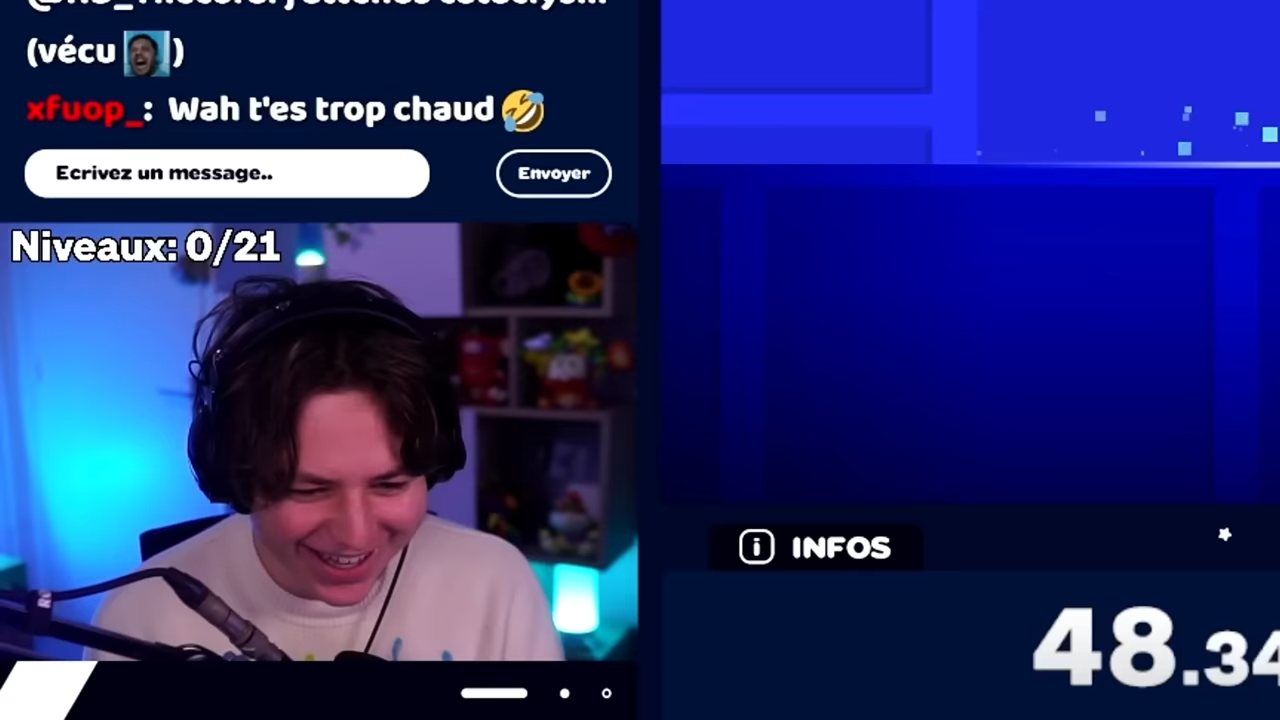 (vécu )
xfuop_: Wah t'es trop chaud 🤣
Ecrivez un message..
Envoyer
Niveaux: 0/21
INFOS
48.34